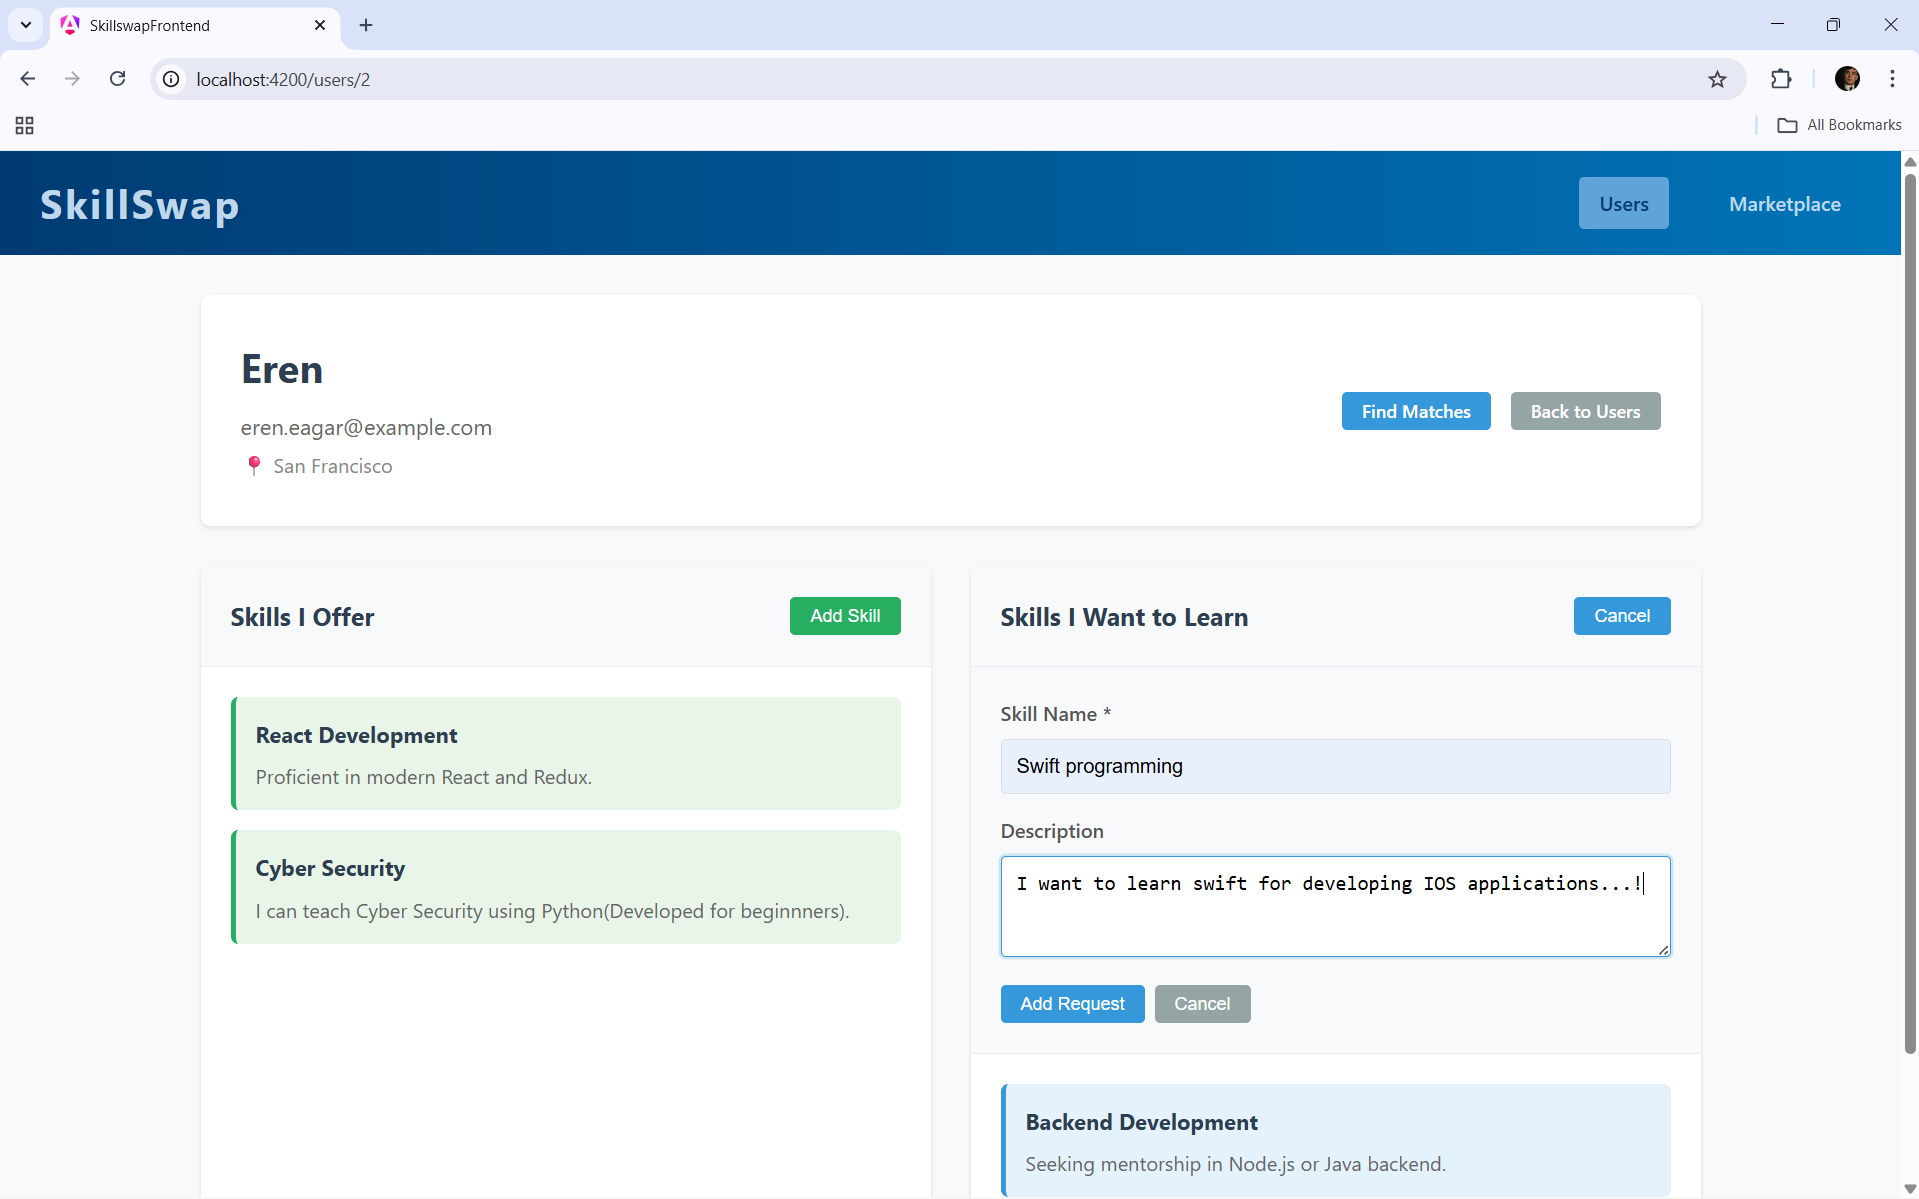 SkillswapFrontend
localhost:4200/users/2
All Bookmarks
SkillSwap
Users
Marketplace
Eren
eren.eagar@example.com
San Francisco
Find Matches
Back to Users
Skills I Offer
Add Skill
React Development
Proficient in modern React and Redux.
Cyber Security
I can teach Cyber Security using Python(Developed for beginnners).
Skills I Want to Learn
Cancel
Skill Name *
Swift programming
Description
I want to learn swift for developing IOS applications...!
Add Request
Cancel
Backend Development
Seeking mentorship in Node.js or Java backend.